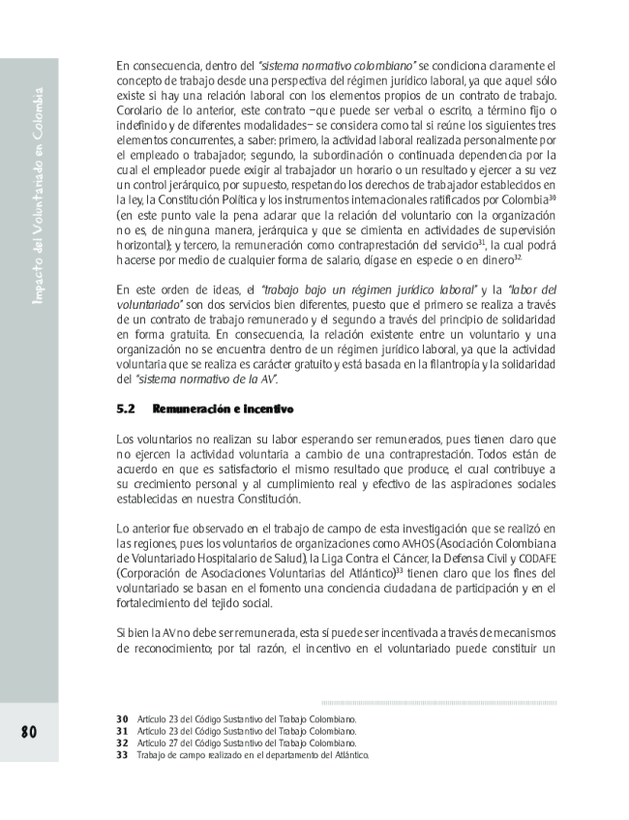 Impacto del Voluntariado en Colombia
En consecuencia, dentro del "sistema normativo colombiano" se condiciona claramente el
concepto de trabajo desde una perspectiva del régimen jurídico laboral, ya que aquel sólo
existe si hay una relación laboral con los elementos propios de un contrato de trabajo.
Corolario de lo anterior, este contrato –que puede ser verbal o escrito, a término fijo o
indefinido y de diferentes modalidades– se considera como tal si reúne los siguientes tres
elementos concurrentes, a saber: primero, la actividad laboral realizada personalmente por
el empleado o trabajador; segundo, la subordinación o continuada dependencia por la
cual el empleador puede exigir al trabajador un horario o un resultado y ejercer a su vez
un control jerárquico, por supuesto, respetando los derechos de trabajador establecidos en
la ley, la Constitución Política y los instrumentos internacionales ratificados por Colombia30
(en este punto vale la pena aclarar que la relación del voluntario con la organización
no es, de ninguna manera, jerárquica y que se cimienta en actividades de supervisión
horizontal); y tercero, la remuneración como contraprestación del servicio31, la cual podrá
hacerse por medio de cualquier forma de salario, dígase en especie o en dinero32.
En este orden de ideas, el "trabajo bajo un régimen jurídico laboral" y la "labor del
voluntariado" son dos servicios bien diferentes, puesto que el primero se realiza a través
de un contrato de trabajo remunerado y el segundo a través del principio de solidaridad
en forma gratuita. En consecuencia, la relación existente entre un voluntario y una
organización no se encuentra dentro de un régimen jurídico laboral, ya que la actividad
voluntaria que se realiza es carácter gratuito y está basada en la filantropía y la solidaridad
del "sistema normativo de la AV".
5.2 Remuneración e incentivo
Los voluntarios no realizan su labor esperando ser remunerados, pues tienen claro que
no ejercen la actividad voluntaria a cambio de una contraprestación. Todos están de
acuerdo en que es satisfactorio el mismo resultado que produce, el cual contribuye a
su crecimiento personal y al cumplimiento real y efectivo de las aspiraciones sociales
establecidas en nuestra Constitución.
Lo anterior fue observado en el trabajo de campo de esta investigación que se realizó en
las regiones, pues los voluntarios de organizaciones como AVHOS (Asociación Colombiana
de Voluntariado Hospitalario de Salud), la Liga Contra el Cáncer, la Defensa Civil y CODAFE
(Corporación de Asociaciones Voluntarias del Atlántico)33 tienen claro que los fines del
voluntariado se basan en el fomento una conciencia ciudadana de participación y en el
fortalecimiento del tejido social.
Si bien la AV no debe ser remunerada, esta sí puede ser incentivada a través de mecanismos
de reconocimiento; por tal razón, el incentivo en el voluntariado puede constituir un
80
30 Artículo 23 del Código Sustantivo del Trabajo Colombiano.
31 Artículo 23 del Código Sustantivo del Trabajo Colombiano.
32 Artículo 27 del Código Sustantivo del Trabajo Colombiano.
33 Trabajo de campo realizado en el departamento del Atlántico.